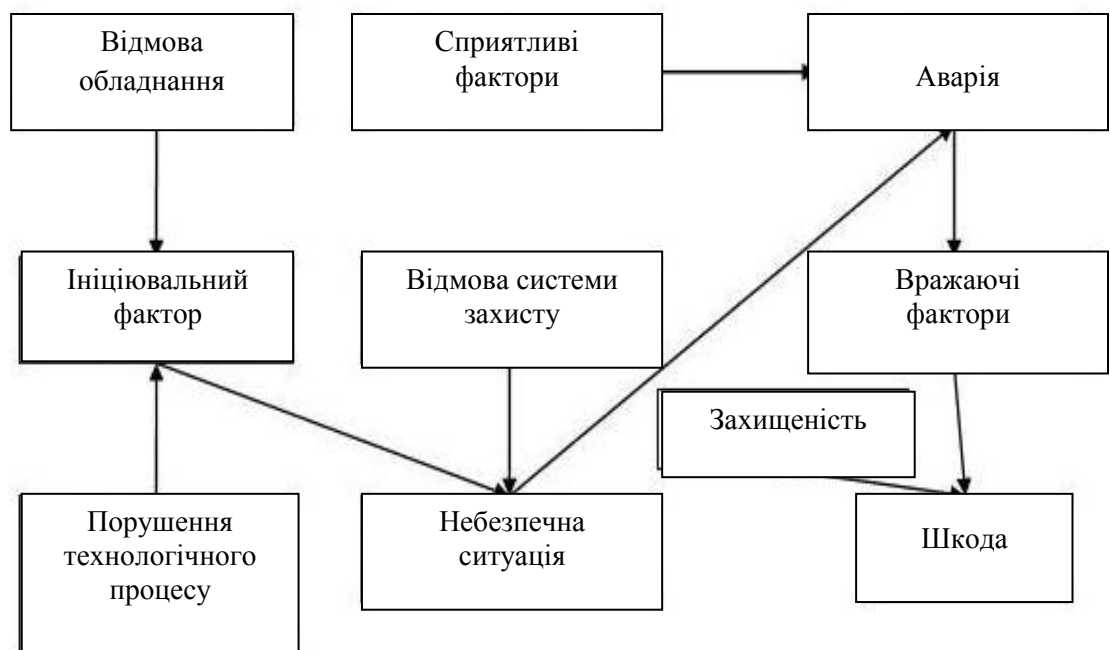 Відмова
обладнання
Сприятливі
фактори
Аварія
Ініціювальний
фактор
Відмова системи
захисту
Вражаючі
фактори
Захищеність
Порушення
технологічного
процесу
Небезпечна
ситуація
Шкода